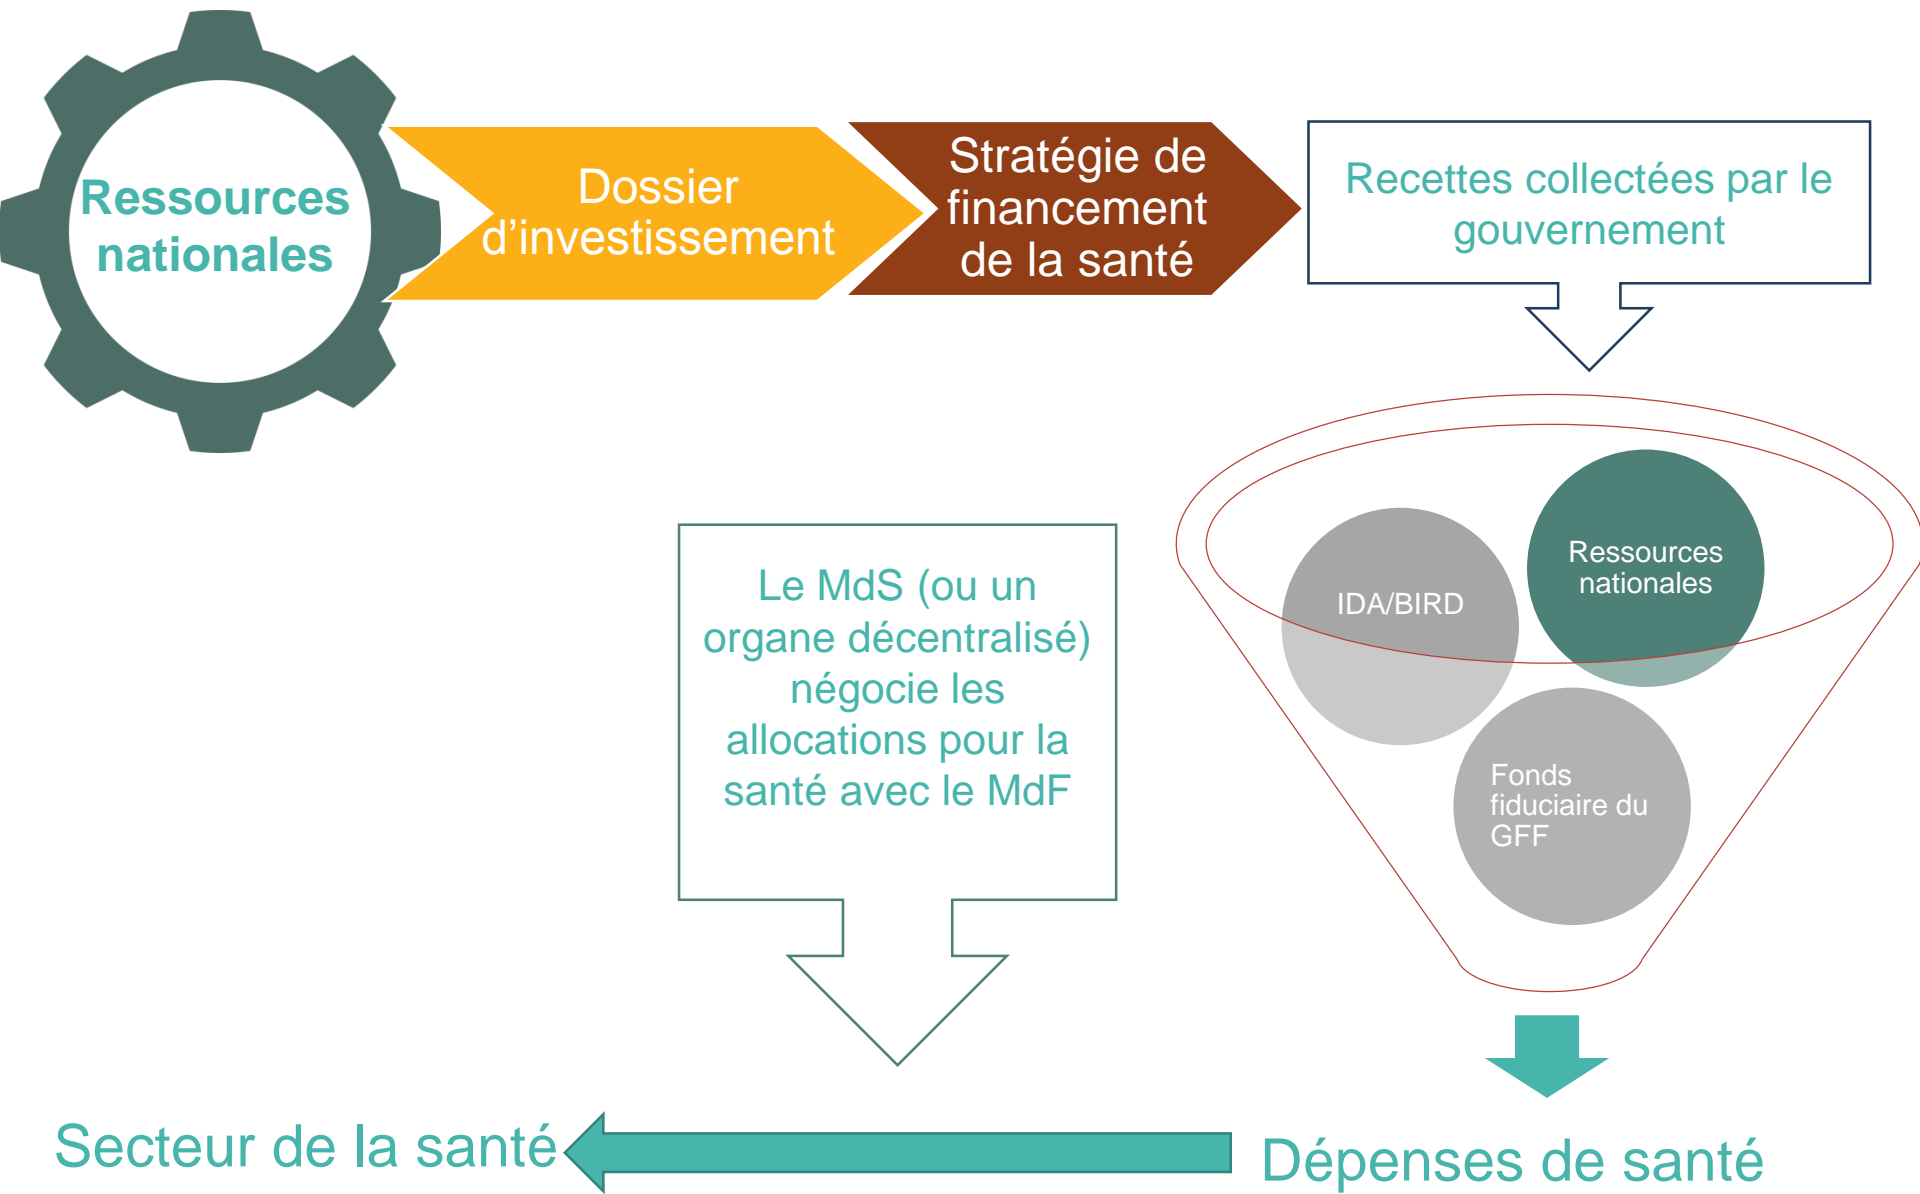 Ressources
nationales
Dossier
d’investissement
Stratégie de
financement
de la santé
Recettes collectées par le
gouvernement
Ressources
nationales
IDA/BIRD
Fonds
fiduciaire du
GFF
Le MdS (ou un
organe décentralisé)
négocie les
allocations pour la
santé avec le MdF
Secteur de la santé
Dépenses de santé